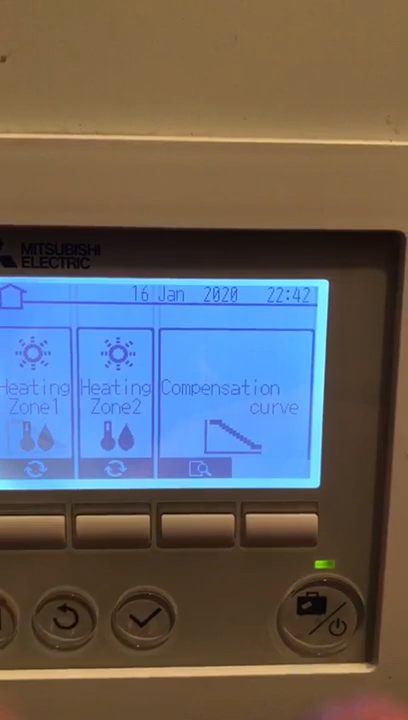 MITSUBISHI
ELECTRIC
16 Jan 2020 22:42
Heating
Zone1
Heating
Zone2
Compensation
curve